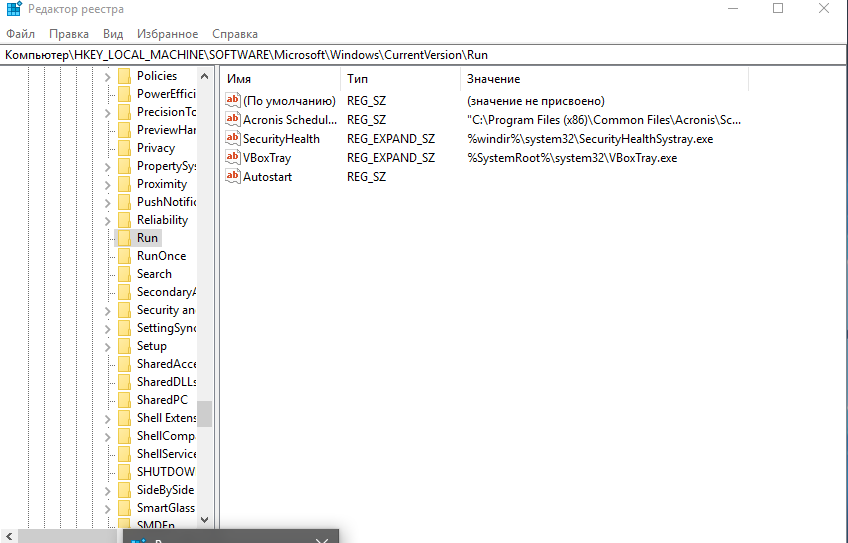 Редактор реестра
Файл Правка Вид Избранное Справка
Компьютер\HKEY_LOCAL_MACHINE\SOFTWARE\Microsoft\Windows\CurrentVersion\Run
Policies
PowerEffici
PrecisionTo
PreviewHan
Privacy
PropertySys
Proximity
PushNotific
Reliability
Run
RunOnce
Search
SecondaryA
Security an
SettingSync
Setup
SharedAcce
SharedDLLs
SharedPC
Shell Extens
ShellCompa
ShellService
SHUTDOW
SideBySide
SmartGlass
SMDEn
Имя Тип Значение
(По умолчанию) REG_SZ (значение не присвоено)
Acronis Schedul... REG_SZ "C:\Program Files (x86)\Common Files\Acronis\Sc...
SecurityHealth REG_EXPAND_SZ %windir%\system32\SecurityHealthSystray.exe
VBoxTray REG_EXPAND_SZ %SystemRoot%\system32\VBoxTray.exe
Autostart REG_SZ